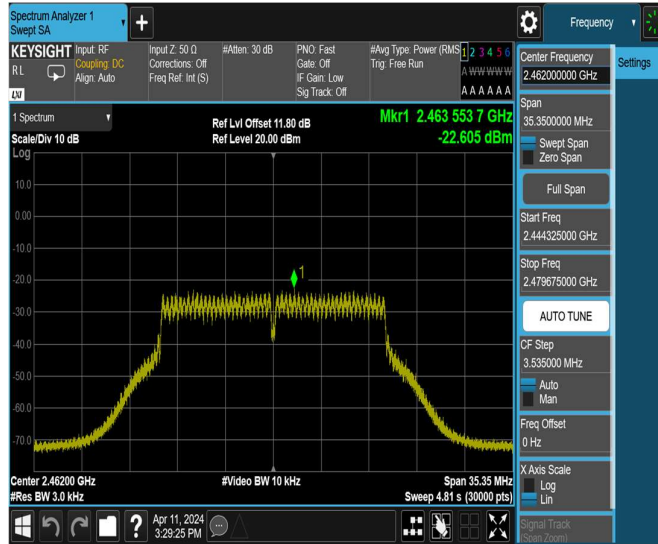 Spectrum Analyzer 1
Swept SA
Frequency
KEYSIGHT
R L
LXI
Input: RF
Coupling: DC
Align: Auto
Input Z: 50 Ω
Corrections: Off
Freq Ref: Int (S)
#Atten: 30 dB
PNO: Fast
Gate: Off
IF Gain: Low
Sig Track: Off
#Avg Type: Power (RMS
Trig: Free Run
1 2 3 4 5 6
A W W W W W
A A A A A A
Center Frequency
2.462000000 GHz
Settings
Span
35.3500000 MHz
Swept Span
Zero Span
Full Span
Start Freq
2.444325000 GHz
Stop Freq
2.479675000 GHz
AUTO TUNE
CF Step
3.535000 MHz
Auto
Man
Freq Offset
0 Hz
X Axis Scale
Log
Lin
Signal Track
(Span Zoom)
1 Spectrum
Scale/Div 10 dB
Log
Ref Lvl Offset 11.80 dB
Ref Level 20.00 dBm
Mkr1 2.463 553 7 GHz
-22.605 dBm
10.0
0.00
-10.0
-20.0
-30.0
-40.0
-50.0
-60.0
-70.0
1
Center 2.46200 GHz
#Res BW 3.0 kHz
#Video BW 10 kHz
Span 35.35 MHz
Sweep 4.81 s (30000 pts)
?
Apr 11, 2024
3:29:25 PM